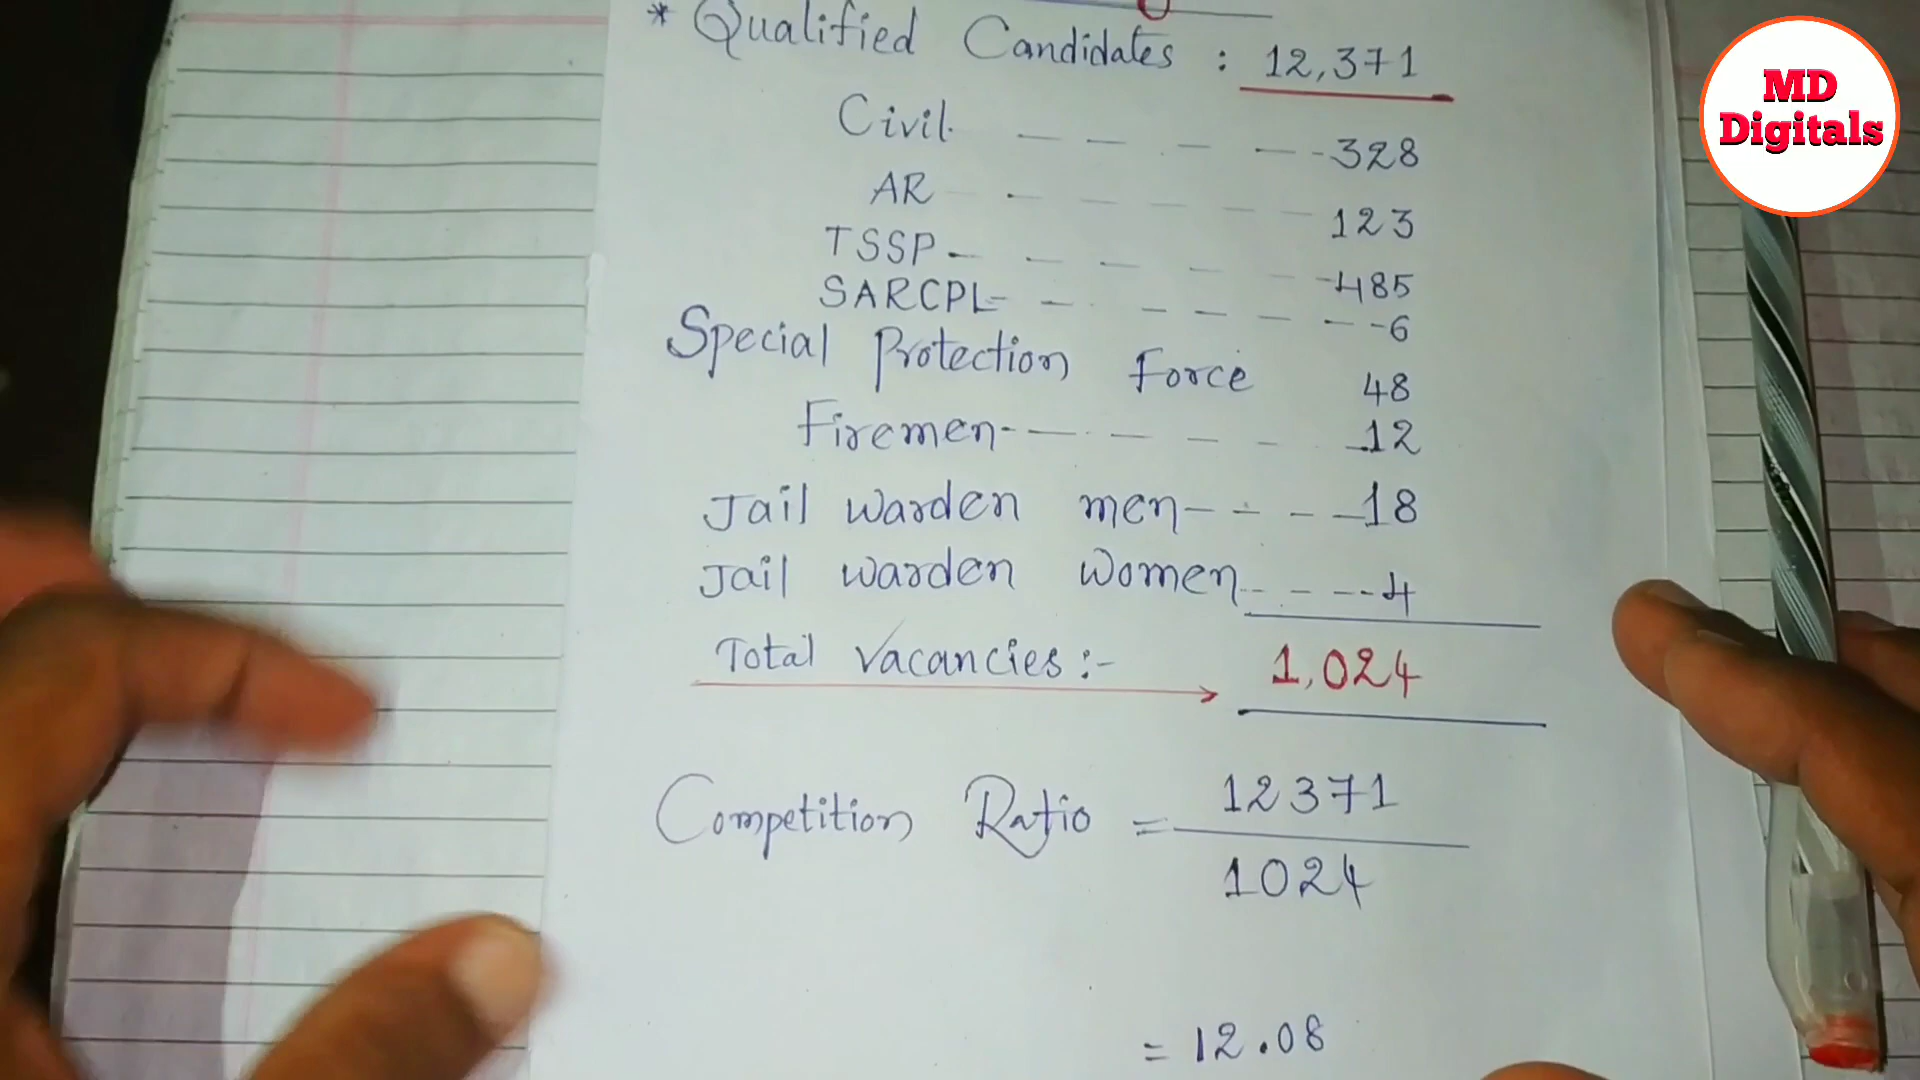 * Qualified Candidates : 12,371
Civil. - - - - - 328
AR - - - - - 123
TSSP - - - - - 485
SARCPL - - - - - - 6
Special Protection Force 48
Firemen - - - - - 12
Jail warden men - - - - 18
Jail warden women - - - - 4
Total Vacancies :- 1,024
Competition Ratio = 12371
1024
= 12.08
MD
Digitals